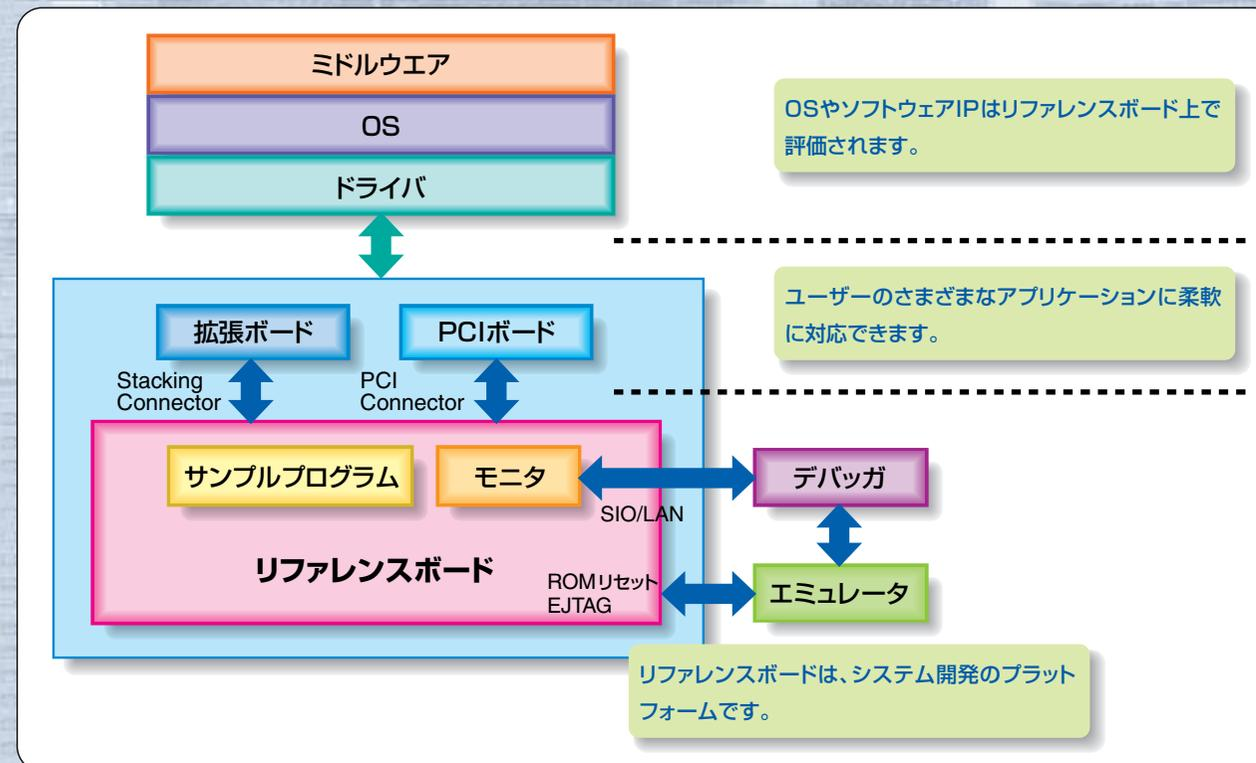 ミドルウエア
OS
ドライバ
OSやソフトウェアIPはリファレンスボード上で
評価されます。
ユーザーのさまざまなアプリケーションに柔軟
に対応できます。
拡張ボード
PCIボード
Stacking
Connector
PCI
Connector
サンプルプログラム
モニタ
SIO/LAN
デバッガ
リファレンスボード
ROMリセット
EJTAG
エミュレータ
リファレンスボードは、システム開発のプラット
フォームです。